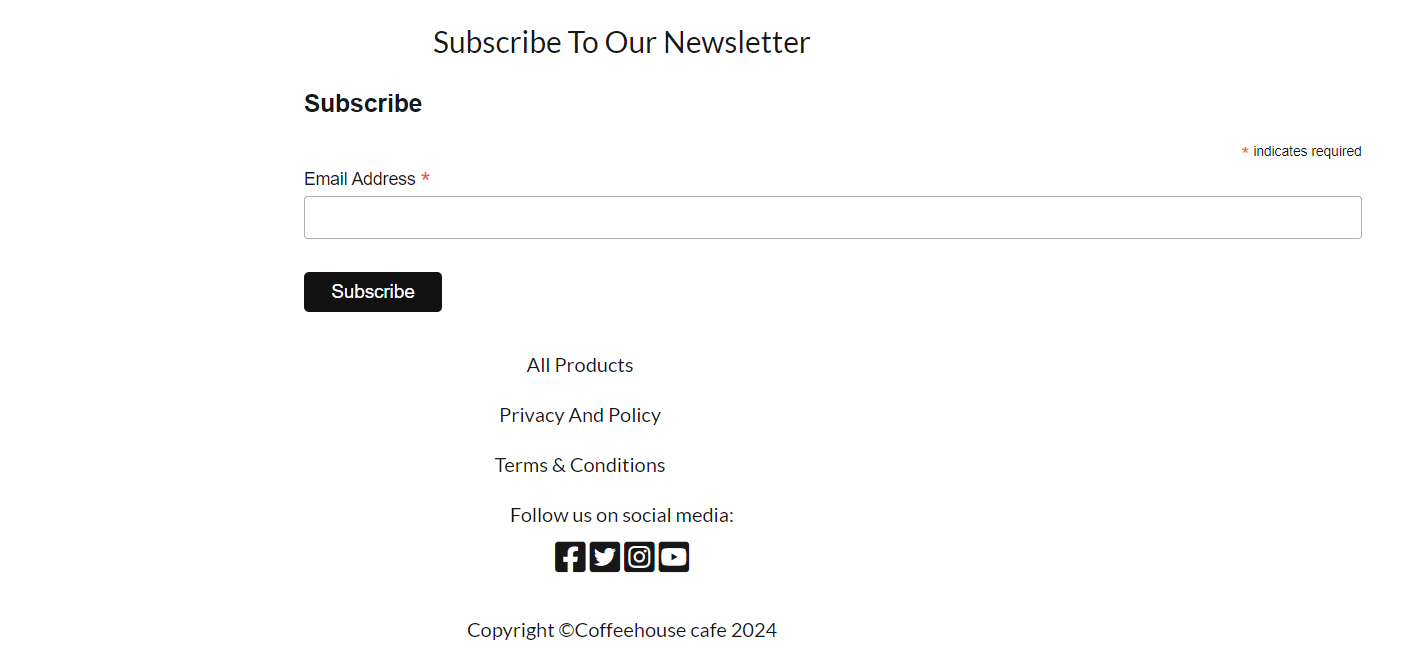 Subscribe To Our Newsletter
Subscribe
* indicates required
Email Address *
Subscribe
All Products
Privacy And Policy
Terms & Conditions
Follow us on social media:
Copyright ©Coffeehouse cafe 2024